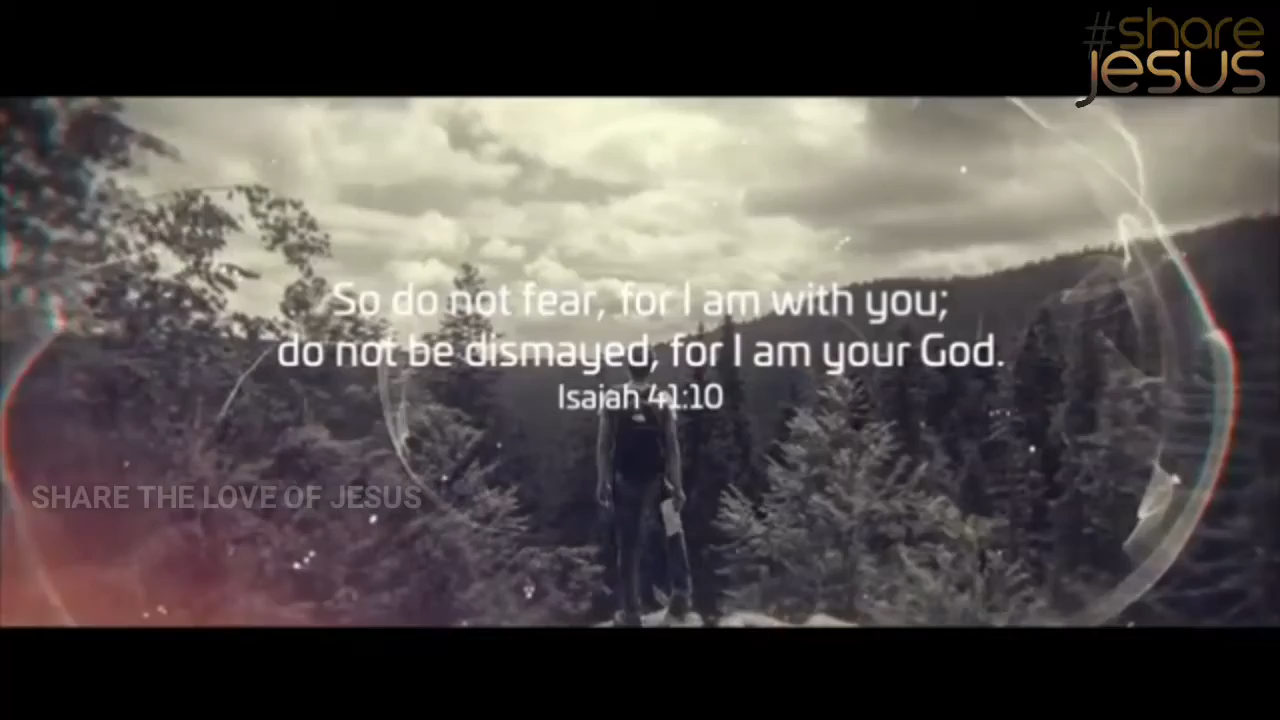 #share
jesus
So do not fear, for I am with you;
do not be dismayed, for I am your God.
Isaiah 41:10
SHARE THE LOVE OF JESUS